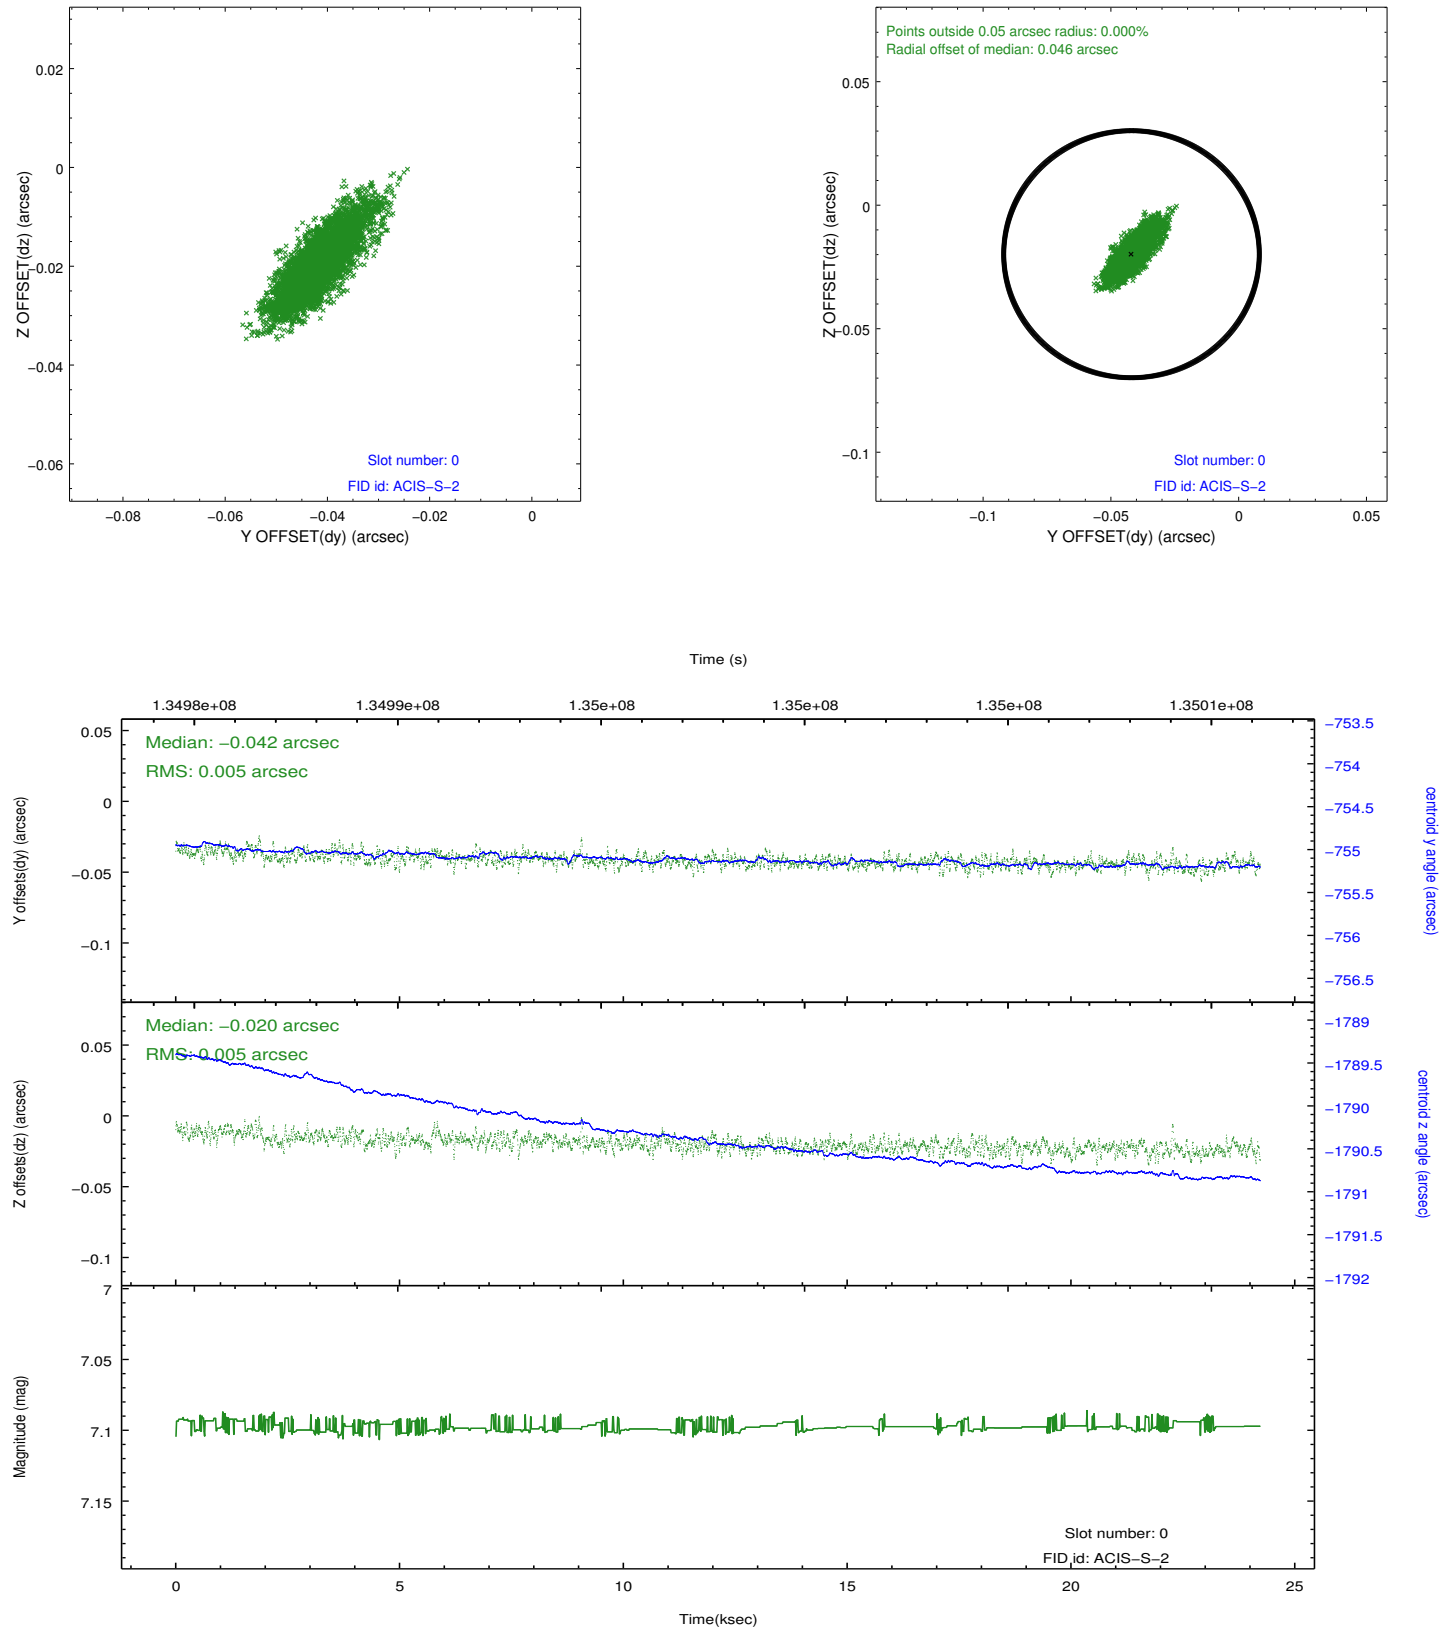 0.02
0
−0.02
−0.04
−0.06
Z OFFSET(dz) (arcsec)
Slot number: 0
FID id: ACIS−S−2
−0.08
−0.06
−0.04
−0.02
0
Y OFFSET(dy) (arcsec)
Points outside 0.05 arcsec radius: 0.000%
Radial offset of median: 0.046 arcsec
0.05
0
−0.05
−0.1
Z OFFSET(dz) (arcsec)
Slot number: 0
FID id: ACIS−S−2
−0.1
−0.05
0
0.05
Y OFFSET(dy) (arcsec)
Time (s)
1.3498e+08
1.3499e+08
1.35e+08
1.35e+08
1.35e+08
1.3501e+08
Median: −0.042 arcsec
RMS: 0.005 arcsec
0.05
0
−0.05
−0.1
Y offsets(dy) (arcsec)
−753.5
−754
−754.5
−755
−755.5
−756
−756.5
centroid y angle (arcsec)
Median: −0.020 arcsec
RMS: 0.005 arcsec
0.05
0
−0.05
−0.1
Z offsets(dz) (arcsec)
−1789
−1789.5
−1790
−1790.5
−1791
−1791.5
−1792
centroid z angle (arcsec)
7
7.05
7.1
7.15
Magnitude (mag)
Slot number: 0
FID id: ACIS−S−2
0
5
10
15
20
25
Time(ksec)